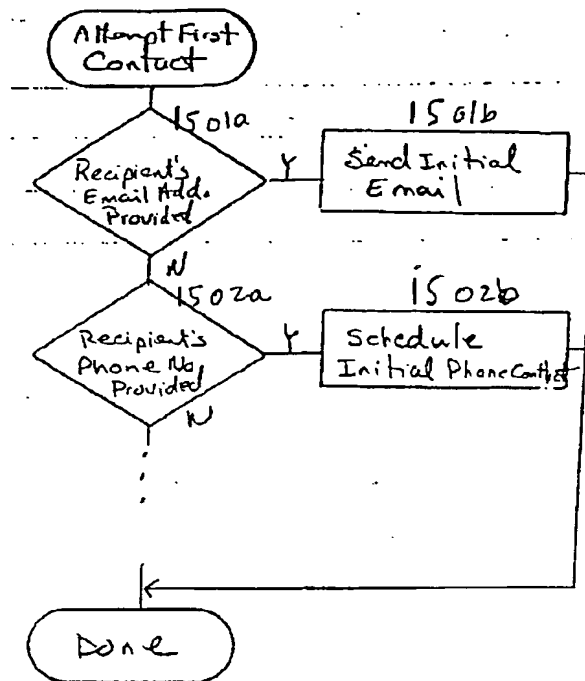 Attempt First
Contact
1501a
1501b
Recipient's
Email Add.
Provided
Y
Send Initial
Email
N
1502a
1502b
Recipient's
Phone No
Provided
Y
Schedule
Initial Phone Contact
N
Done